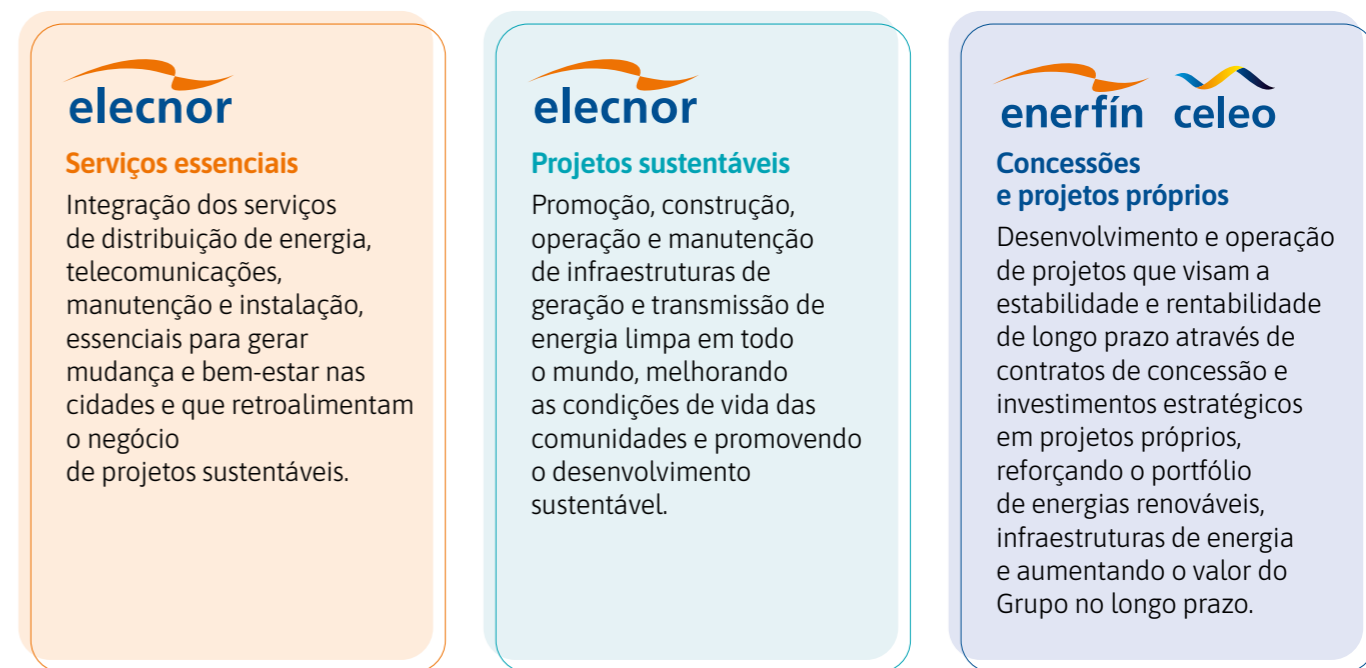 elecnor
Serviços essenciais
Integração dos serviços
de distribuição de energia,
telecomunicações,
manutenção e instalação,
essenciais para gerar
mudança e bem-estar nas
cidades e que retroalimentam
o negócio
de projetos sustentáveis.
elecnor
Projetos sustentáveis
Promoção, construção,
operação e manutenção
de infraestruturas de
geração e transmissão de
energia limpa em todo
o mundo, melhorando
as condições de vida das
comunidades e promovendo
o desenvolvimento
sustentável.
enerfín celeo
Concessões
e projetos próprios
Desenvolvimento e operação
de projetos que visam a
estabilidade e rentabilidade
de longo prazo através de
contratos de concessão e
investimentos estratégicos
em projetos próprios,
reforçando o portfólio
de energias renováveis,
infraestruturas de energia
e aumentando o valor do
Grupo no longo prazo.